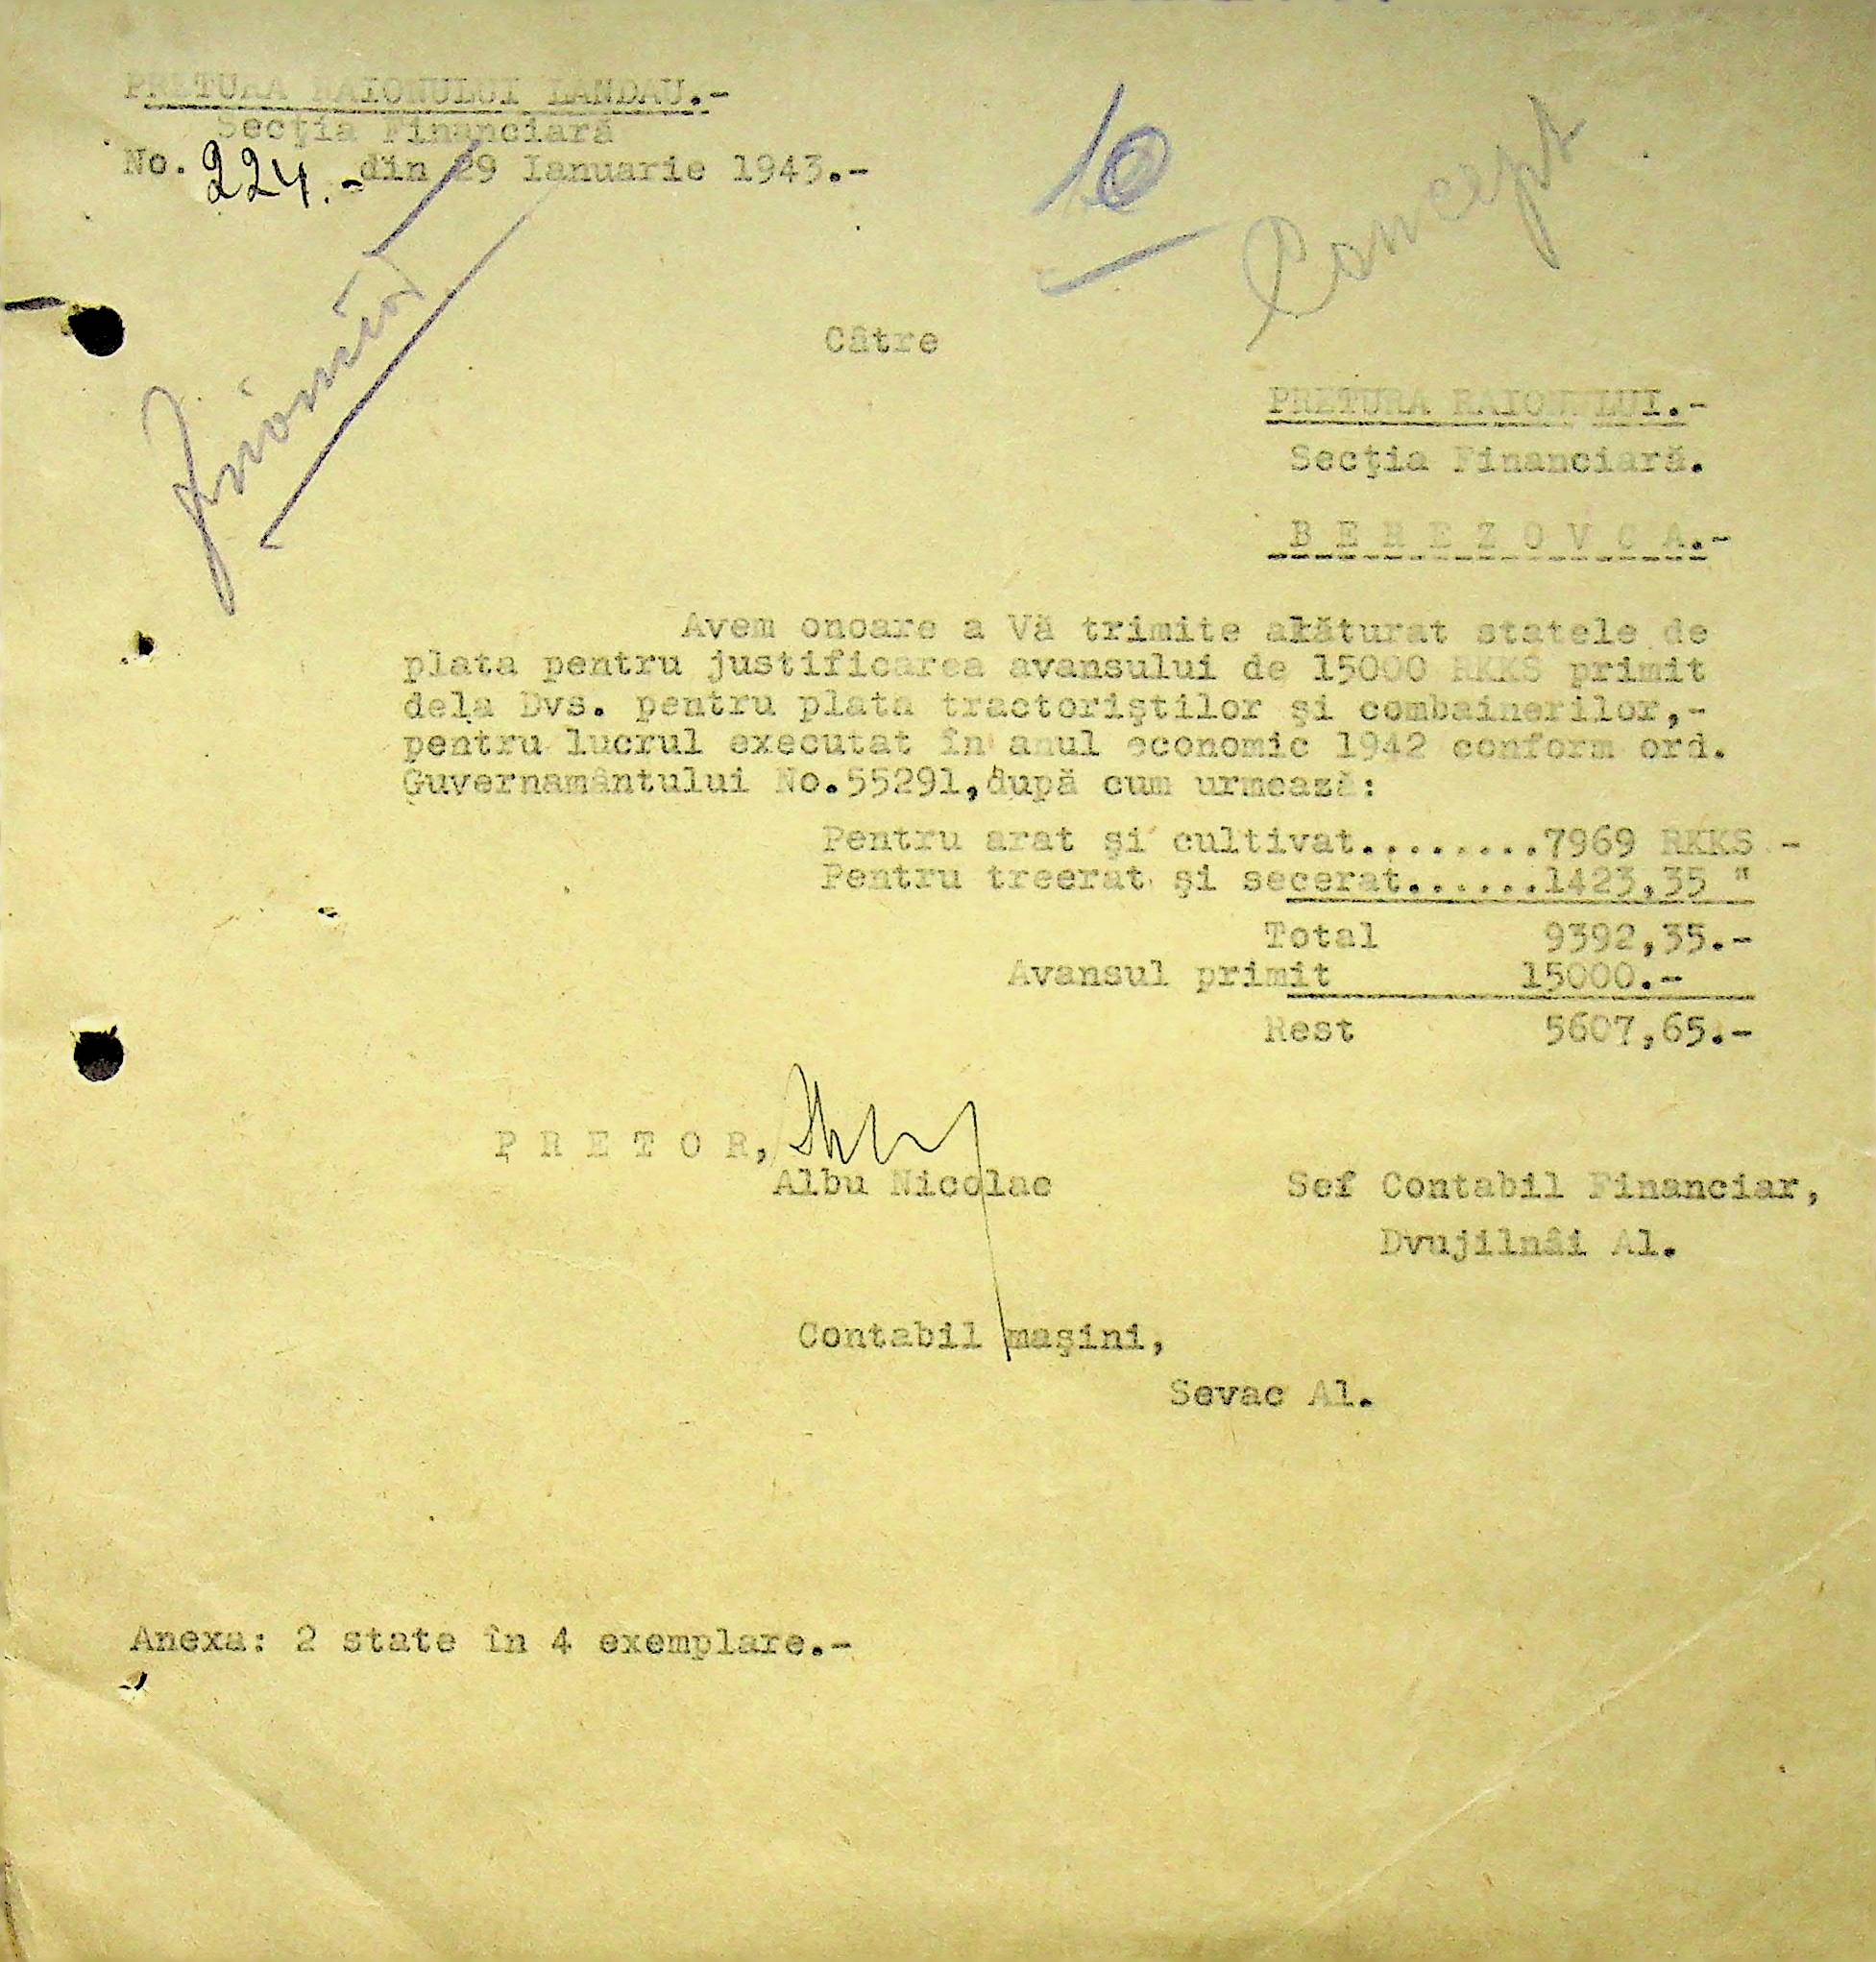 PRETURA RAIONULUI LANDAU.-
Secţia Financiară
No. 224.-din 29 Ianuarie 1943.-
10
Concept
Către
PRETURA RAIONULUI.-
Secţia Financiară.
B E R E Z O V C A.-
Avem onoare a Vă trimite alăturat statele de
plata pentru justificarea avansului de 15000 RKKS primit
dela Dvs. pentru plata tractoriştilor şi combainerilor,-
pentru lucrul executat în anul economic 1942 conform ord.
Guvernamântului No.55291,după cum urmează:
Pentru arat şi cultivat........7969 RKKS.-
Pentru treerat şi secerat......1423,35 "
Total 9392,35.-
Avansul primit 15000.-
Rest 5607,65.-
P R E T O R,
Albu Nicolae
Sef Contabil Financiar,
Dvujilnâi Al.
Contabil maşini,
Sevac Al.
Anexa: 2 state în 4 exemplare.-